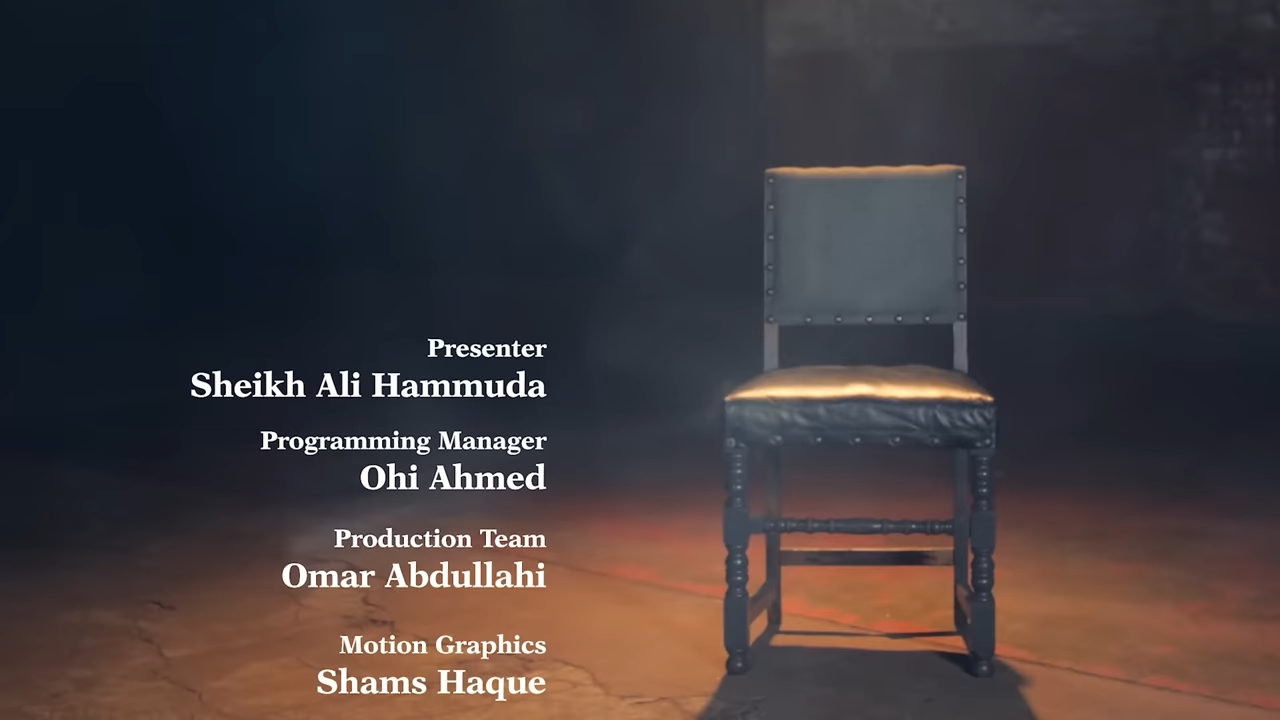 Presenter
Sheikh Ali Hammuda
Programming Manager
Ohi Ahmed
Production Team
Omar Abdullahi
Motion Graphics
Shams Haque